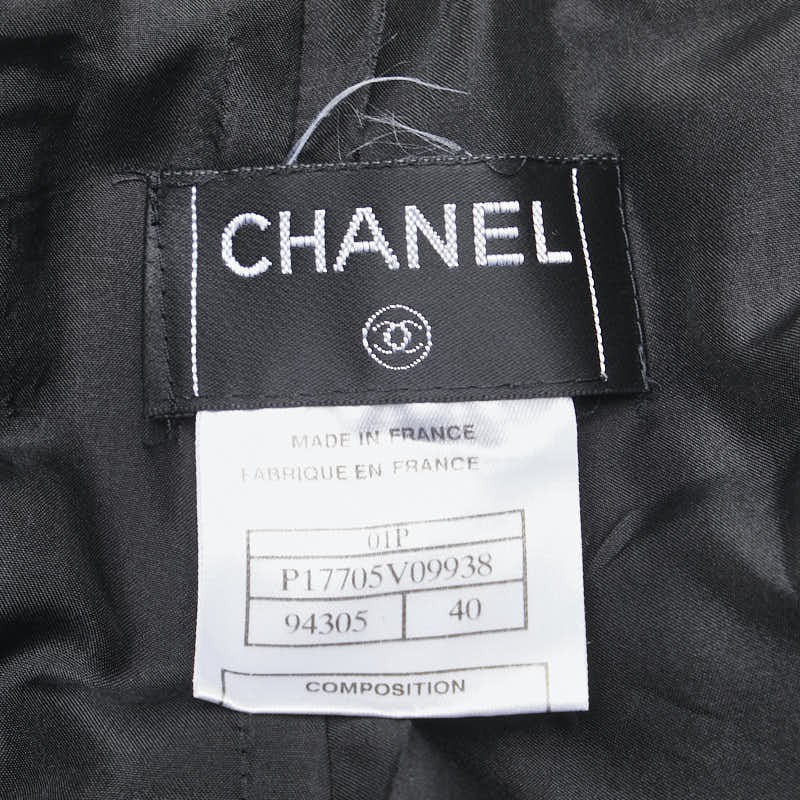 CHANEL
MADE IN FRANCE
FABRIQUE EN FRANCE
01P
P17705V09938
94305 40
COMPOSITION